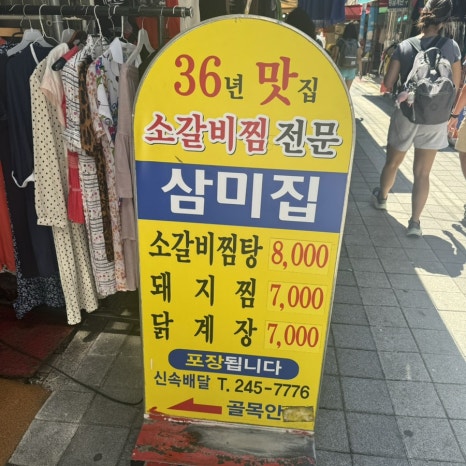 36년 맛집
소갈비찜 전문
삼미집
소갈비찜탕 8,000
돼지찜 7,000
닭계장 7,000
포장됩니다
신속배달 T. 245-7776
골목안